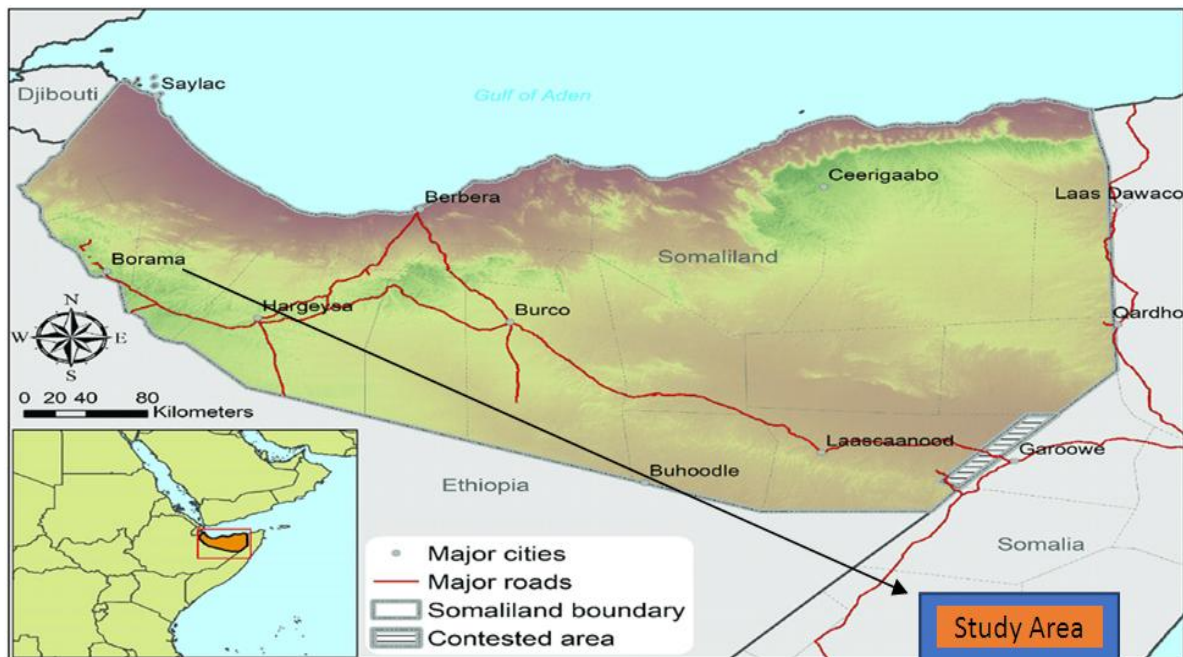 Djibouti
Saylac
Gulf of Aden
Ceerigaabo
Berbera
Laas Dawaco
Somaliland
Borama
Hargeysa
Burco
Qardho
N
W E
S
0 20 40 80
Kilometers
Laascaanood
Garoowe
Buhoodle
Ethiopia
Somalia
Major cities
Major roads
Somaliland boundary
Contested area
Study Area